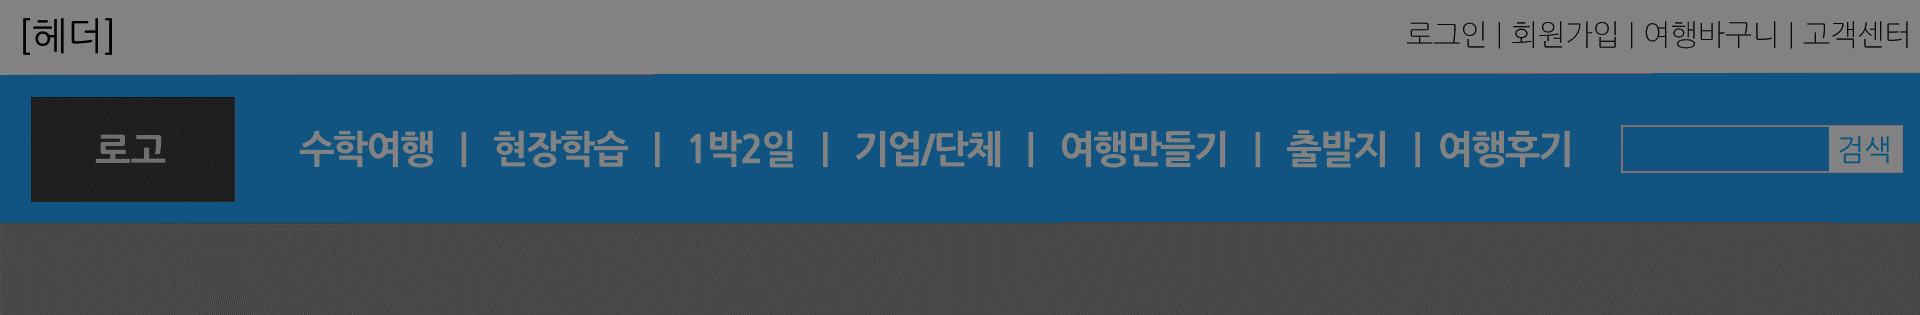 [헤더]
로그인 | 회원가입 | 여행바구니 | 고객센터
로고
수학여행 | 현장학습 | 1박2일 | 기업/단체 | 여행만들기 | 출발지 | 여행후기
검색